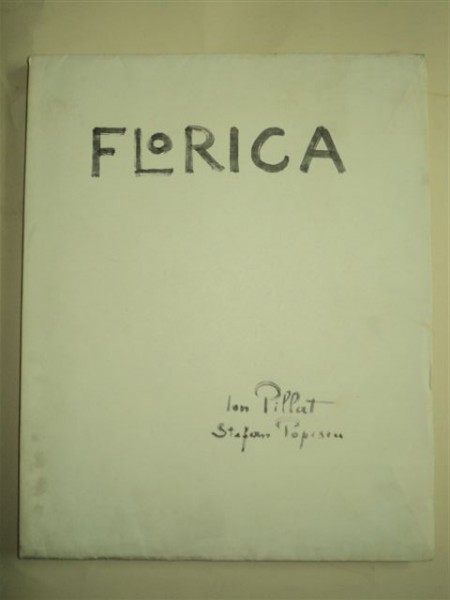 FLORICA
Ion Pillat
Stefan Popescu